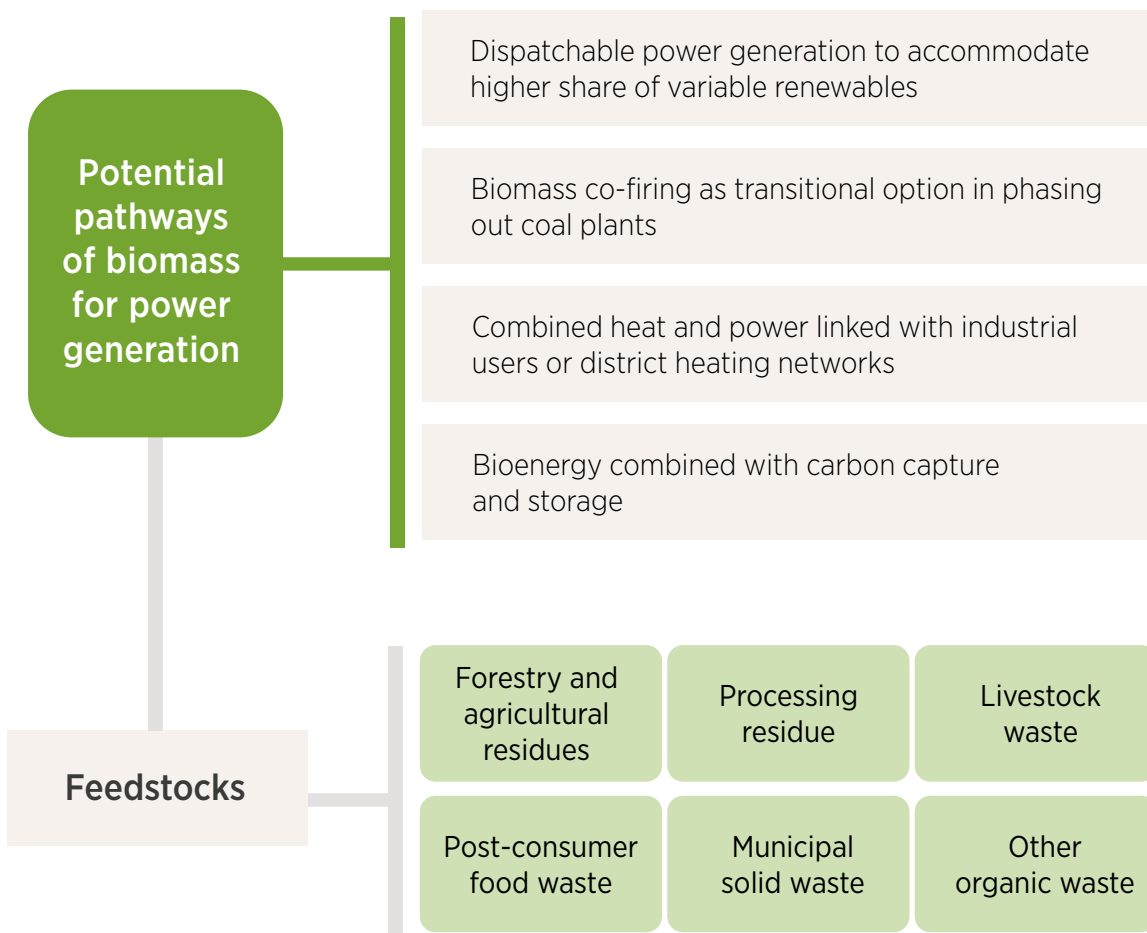 Potential
pathways
of biomass
for power
generation
Dispatchable power generation to accommodate
higher share of variable renewables
Biomass co-firing as transitional option in phasing
out coal plants
Combined heat and power linked with industrial
users or district heating networks
Bioenergy combined with carbon capture
and storage
Feedstocks
Forestry and
agricultural
residues
Processing
residue
Livestock
waste
Post-consumer
food waste
Municipal
solid waste
Other
organic waste